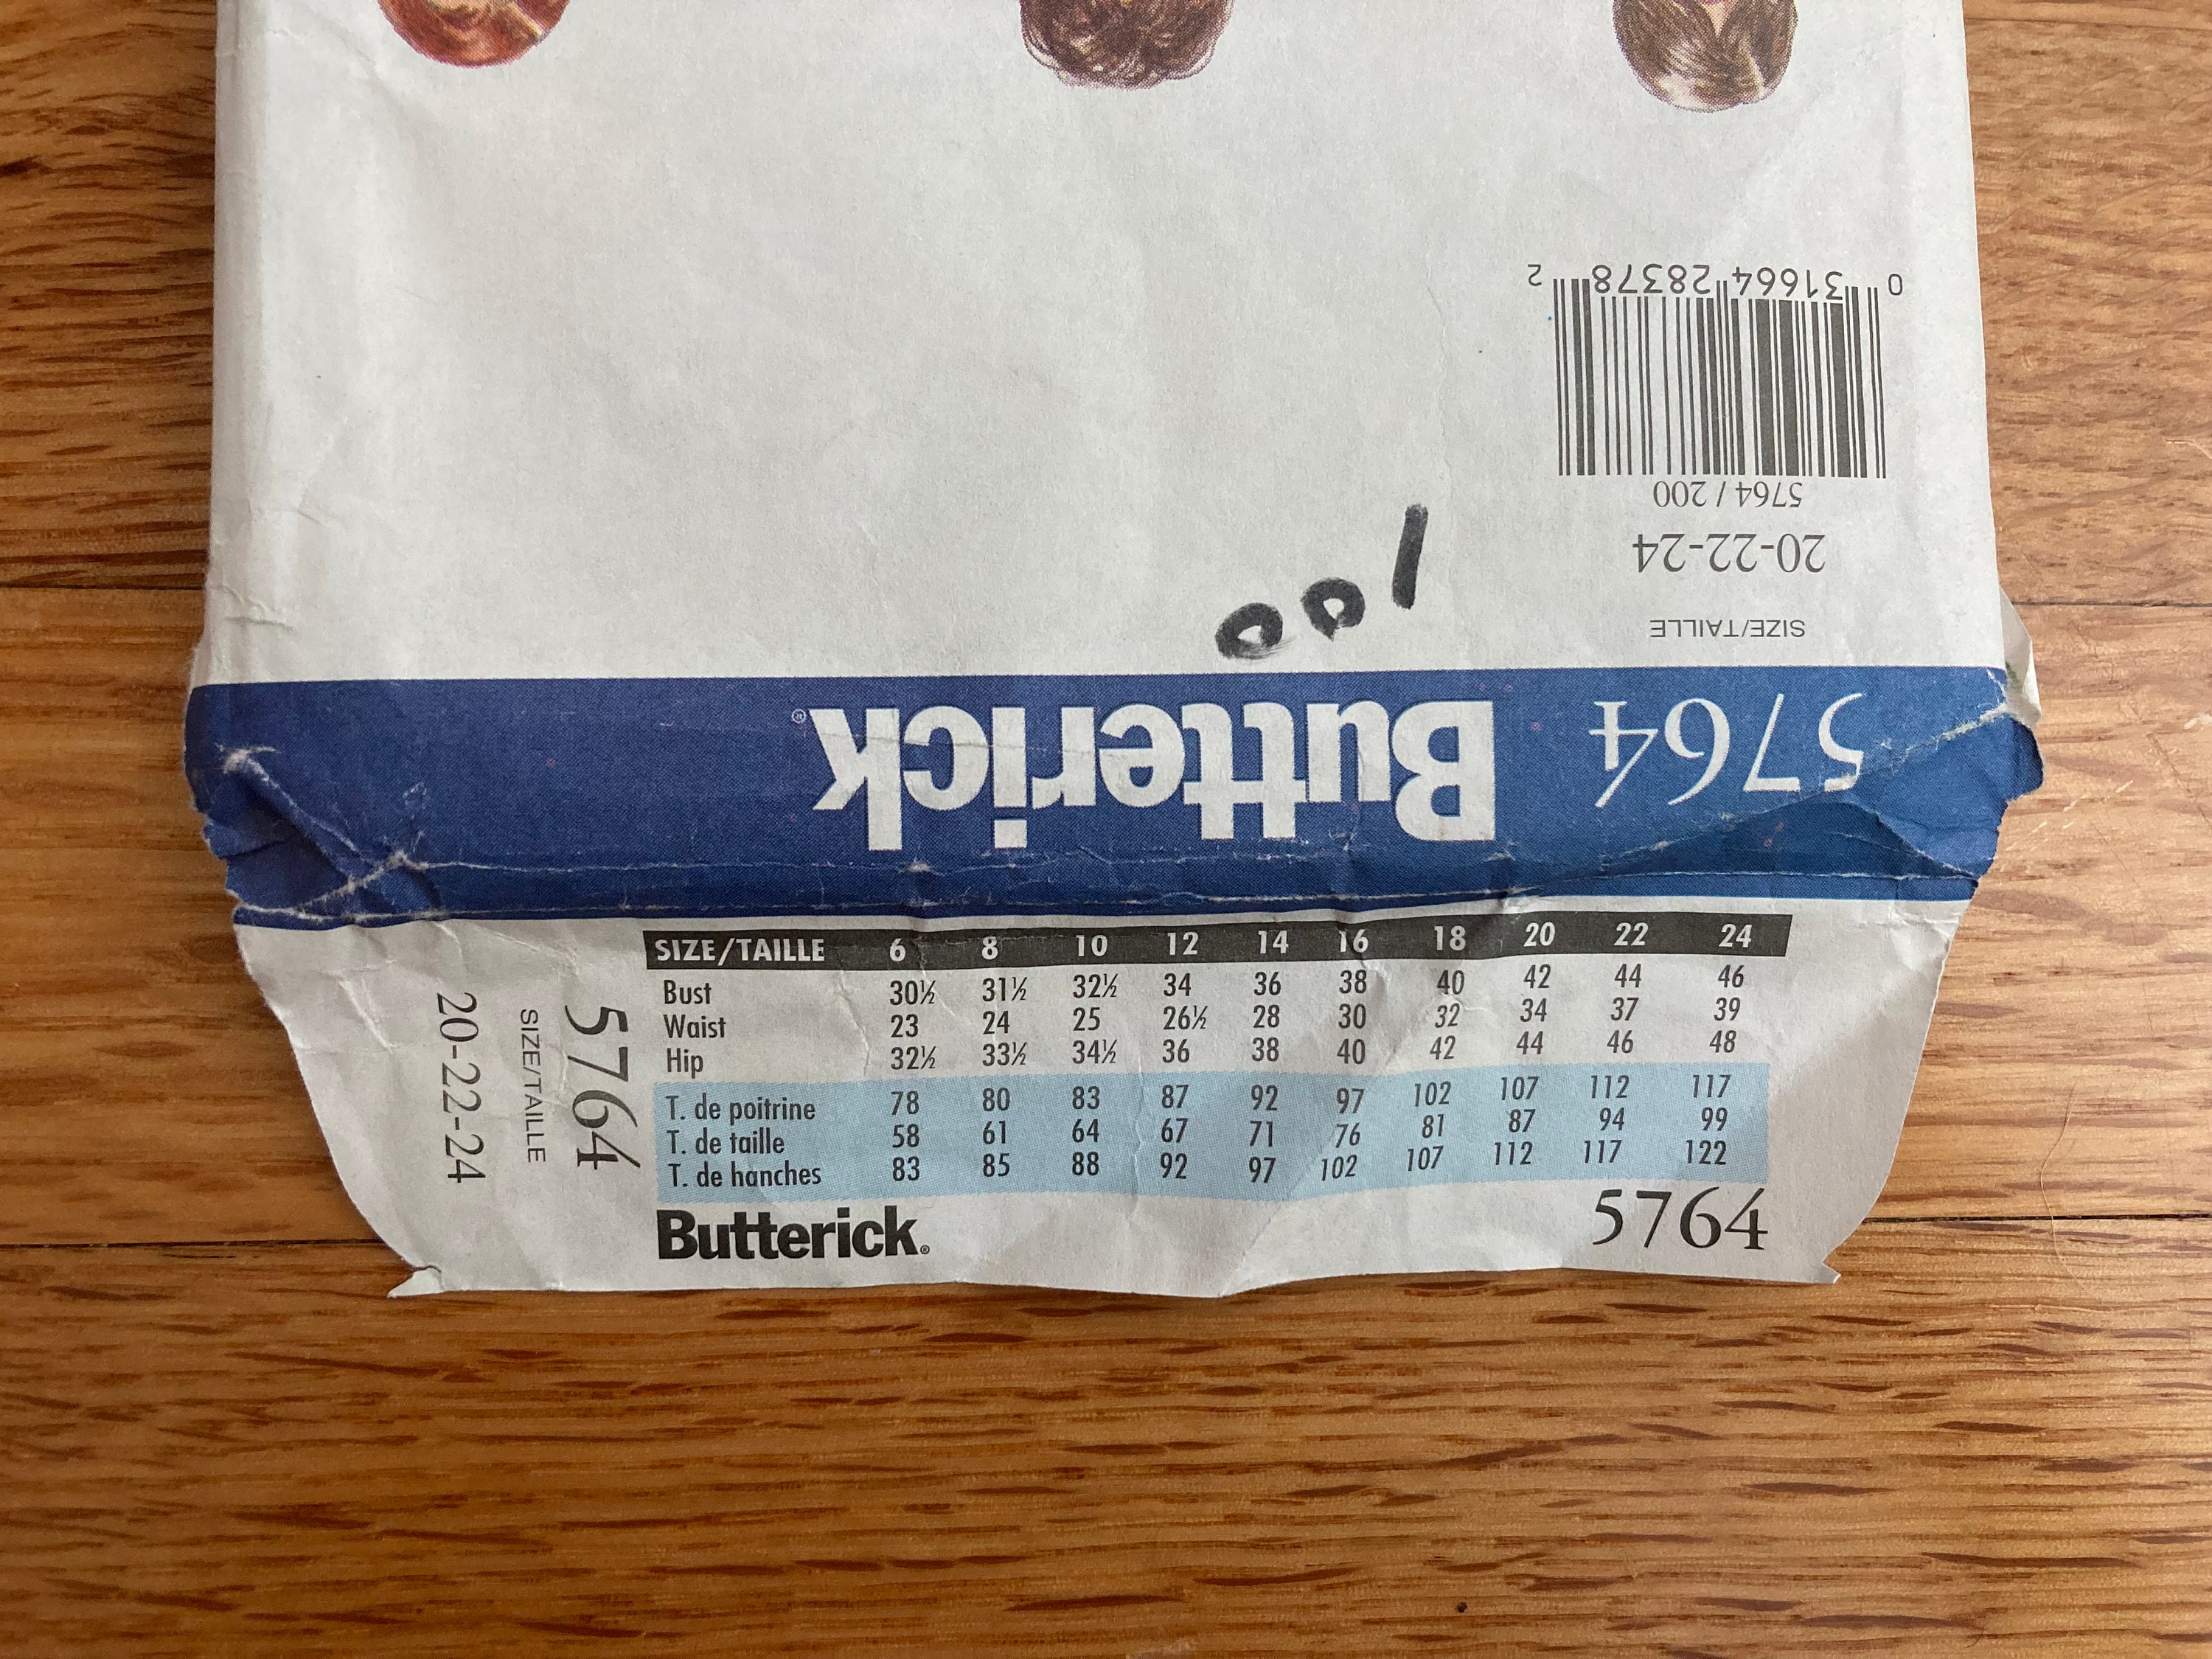 Butterick®
5764
SIZE/TAILLE
20-22-24
5764 / 200
0 31664 28378 2
100
5764
SIZE/TAILLE
20-22-24
SIZE/TAILLE 6 8 10 12 14 16 18 20 22 24
Bust 30½ 31½ 32½ 34 36 38 40 42 44 46
Waist 23 24 25 26½ 28 30 32 34 37 39
Hip 32½ 33½ 34½ 36 38 40 42 44 46 48
T. de poitrine 78 80 83 87 92 97 102 107 112 117
T. de taille 58 61 64 67 71 76 81 87 94 99
T. de hanches 83 85 88 92 97 102 107 112 117 122
Butterick®
5764